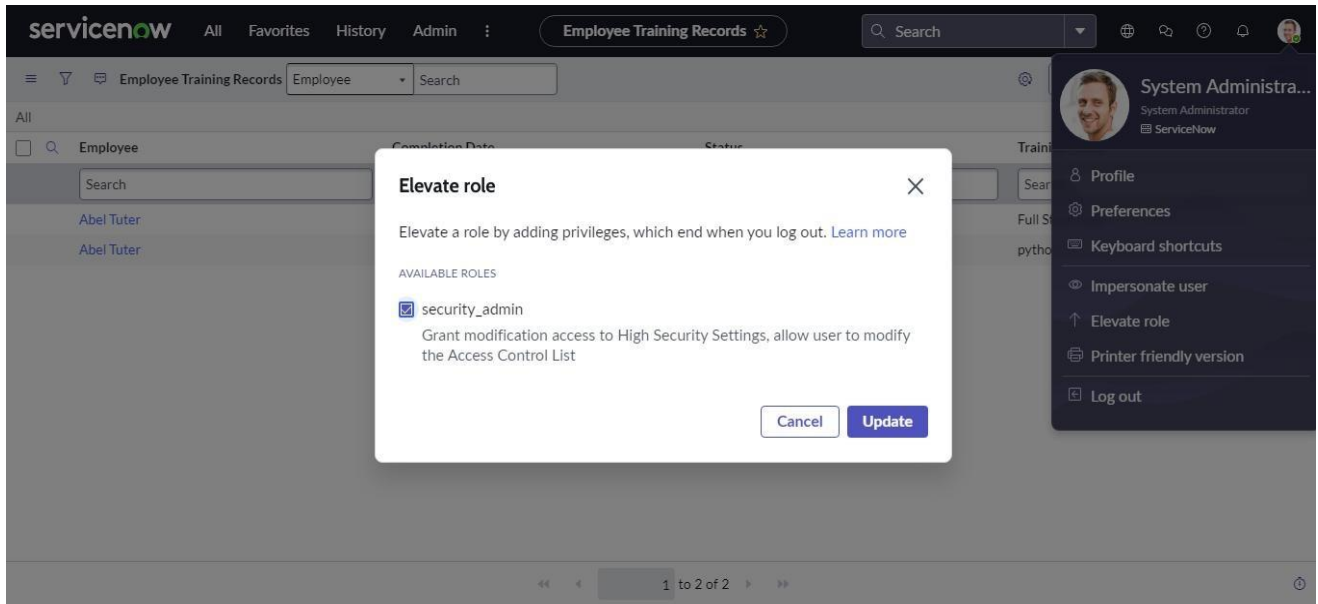 servicenow All Favorites History Admin Employee Training Records Search
Employee Training Records Employee Search
All
Employee Completion Date Status Traini
Search Sear
Abel Tuter Full St
Abel Tuter pytho
Elevate role
Elevate a role by adding privileges, which end when you log out. Learn more
AVAILABLE ROLES
security_admin
Grant modification access to High Security Settings, allow user to modify
the Access Control List
Cancel Update
System Administra...
System Administrator
ServiceNow
Profile
Preferences
Keyboard shortcuts
Impersonate user
Elevate role
Printer friendly version
Log out
1 to 2 of 2